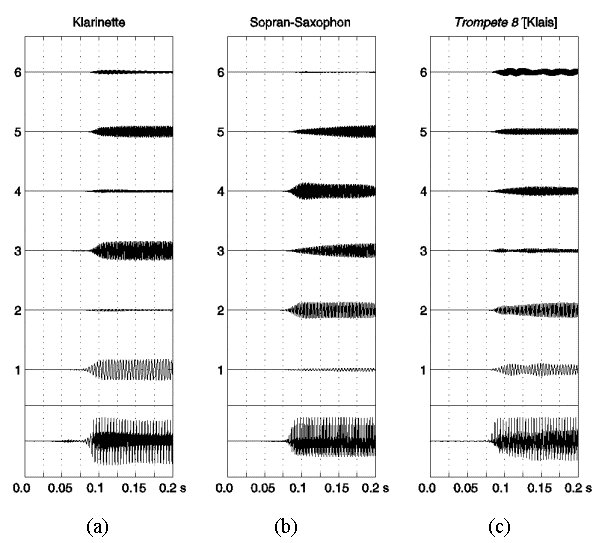 Klarinette Sopran-Saxophon Trompete 8' [Klais]
6 6 6
5 5 5
4 4 4
3 3 3
2 2 2
1 1 1
0.0 0.05 0.1 0.15 0.2 s 0.0 0.05 0.1 0.15 0.2 s 0.0 0.05 0.1 0.15 0.2 s
(a) (b) (c)